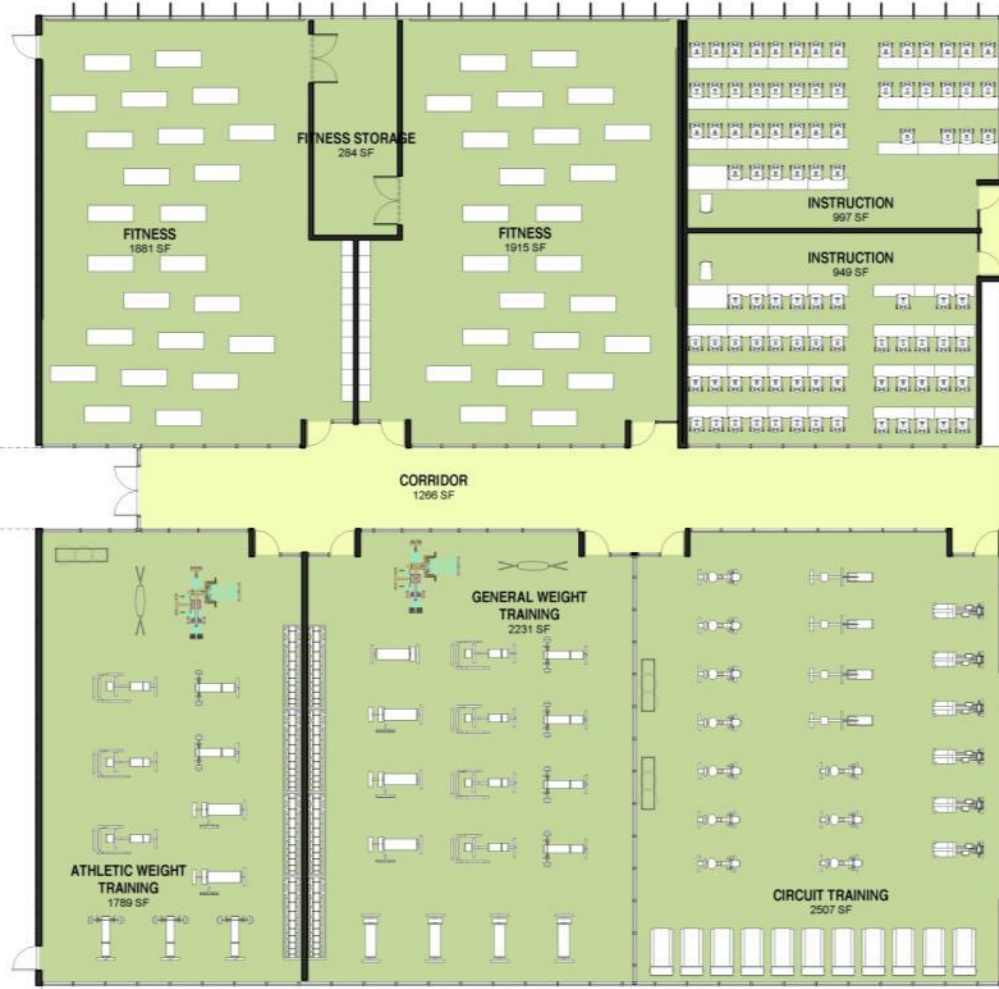 FITNESS STORAGE
284 SF
FITNESS
1881 SF
FITNESS
1915 SF
INSTRUCTION
997 SF
INSTRUCTION
949 SF
CORRIDOR
1266 SF
GENERAL WEIGHT
TRAINING
2231 SF
ATHLETIC WEIGHT
TRAINING
1789 SF
CIRCUIT TRAINING
2507 SF